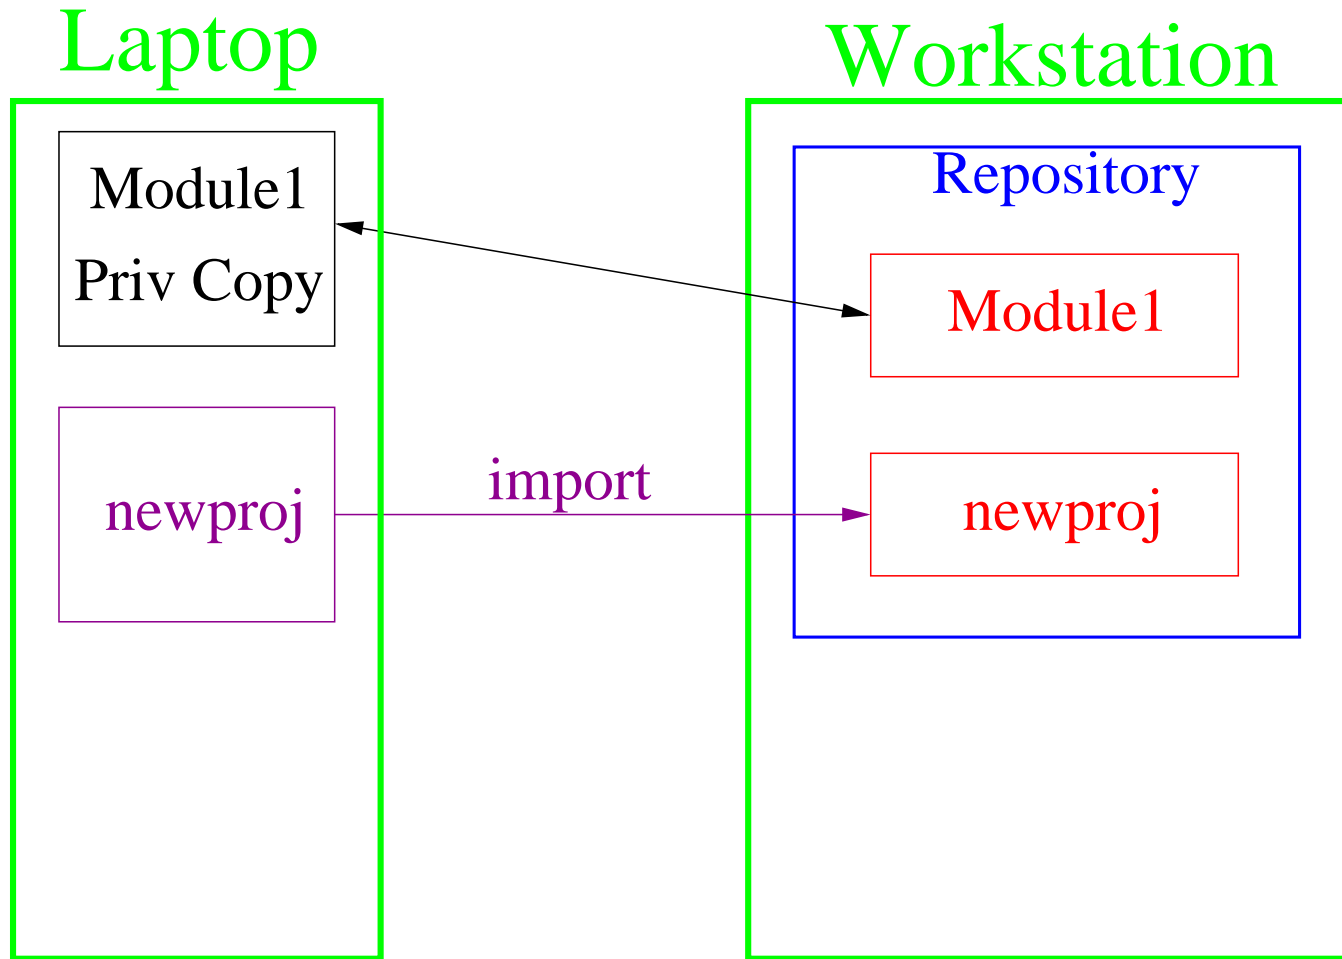 Laptop
Workstation
Module1
Priv Copy
Repository
Module1
newproj
import
newproj